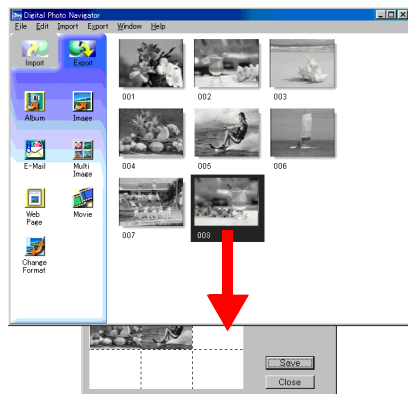 Digital Photo Navigator
File Edit Import Export Window Help
Import Export
001 002 003
Album Image
004 005 006
E-Mail Multi Image
Web Page Movie
007 008
Change Format
Save
Close